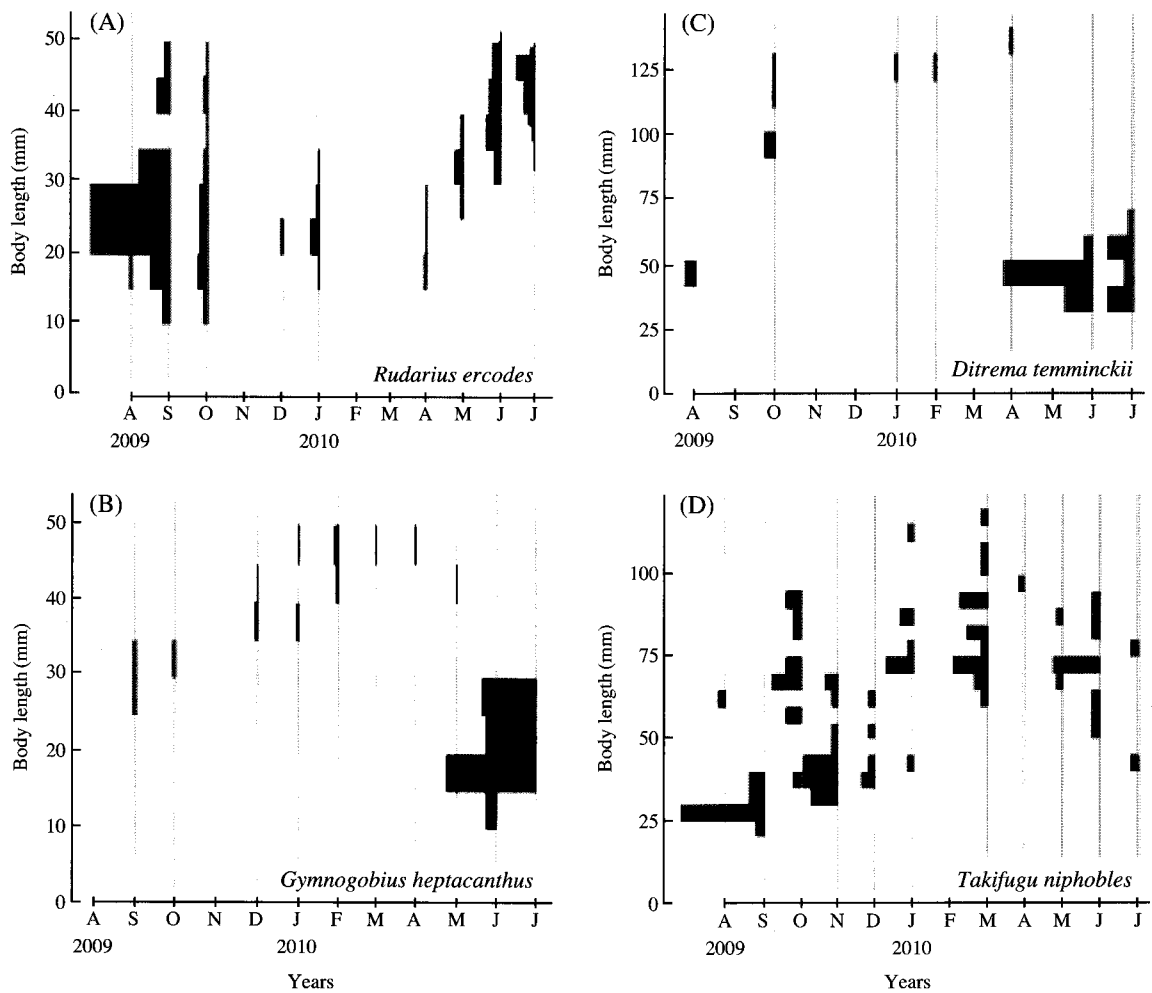 (A)
50
40
30
20
10
0
Body length (mm)
Rudarius ercodes
A S O N D J F M A M J J
2009 2010
(C)
125
100
75
50
25
0
Body length (mm)
Ditrema temminckii
A S O N D J F M A M J J
2009 2010
(B)
50
40
30
20
10
0
Body length (mm)
Gymnogobius heptacanthus
A S O N D J F M A M J J
2009 2010
Years
(D)
100
75
50
25
0
Body length (mm)
Takifugu niphobles
A S O N D J F M A M J J
2009 2010
Years